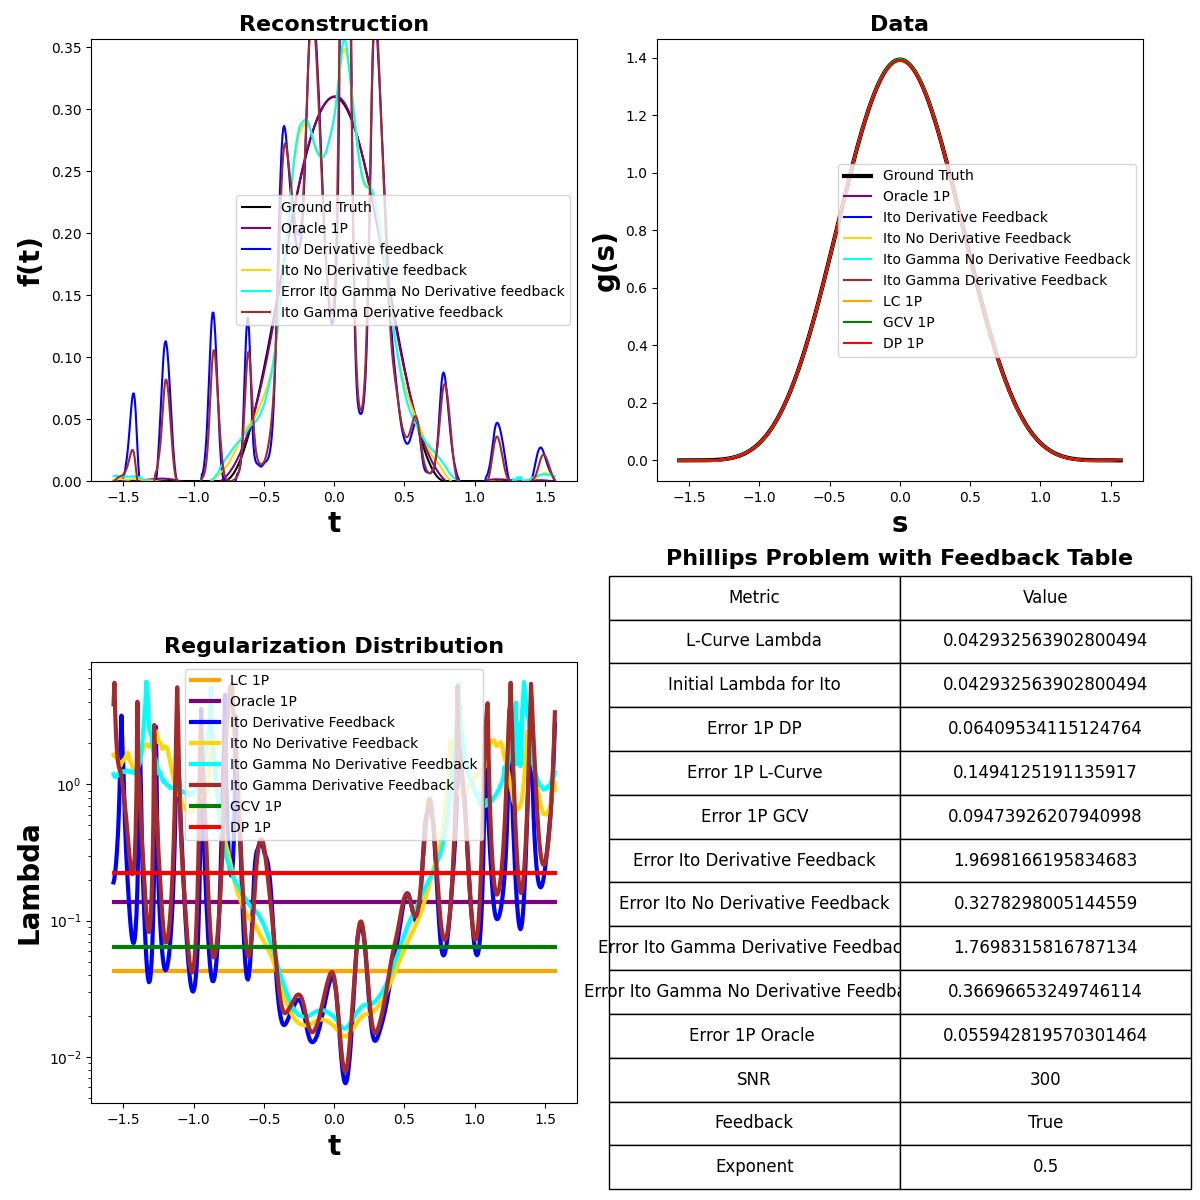 Reconstruction
f(t)
0.35
0.30
0.25
0.20
0.15
0.10
0.05
0.00
−1.5 −1.0 −0.5 0.0 0.5 1.0 1.5
t
Ground Truth
Oracle 1P
Ito Derivative feedback
Ito No Derivative feedback
Error Ito Gamma No Derivative feedback
Ito Gamma Derivative feedback
Data
g(s)
1.4
1.2
1.0
0.8
0.6
0.4
0.2
0.0
−1.5 −1.0 −0.5 0.0 0.5 1.0 1.5
s
Ground Truth
Oracle 1P
Ito Derivative Feedback
Ito No Derivative Feedback
Ito Gamma No Derivative Feedback
Ito Gamma Derivative Feedback
LC 1P
GCV 1P
DP 1P
Regularization Distribution
Lambda
10⁰
10⁻¹
10⁻²
−1.5 −1.0 −0.5 0.0 0.5 1.0 1.5
t
LC 1P
Oracle 1P
Ito Derivative Feedback
Ito No Derivative Feedback
Ito Gamma No Derivative Feedback
Ito Gamma Derivative Feedback
GCV 1P
DP 1P
Phillips Problem with Feedback Table
Metric Value
L-Curve Lambda 0.042932563902800494
Initial Lambda for Ito 0.042932563902800494
Error 1P DP 0.06409534115124764
Error 1P L-Curve 0.1494125191135917
Error 1P GCV 0.09473926207940998
Error Ito Derivative Feedback 1.9698166195834683
Error Ito No Derivative Feedback 0.3278298005144559
Error Ito Gamma Derivative Feedbac 1.7698315816787134
Error Ito Gamma No Derivative Feedba 0.36696653249746114
Error 1P Oracle 0.055942819570301464
SNR 300
Feedback True
Exponent 0.5